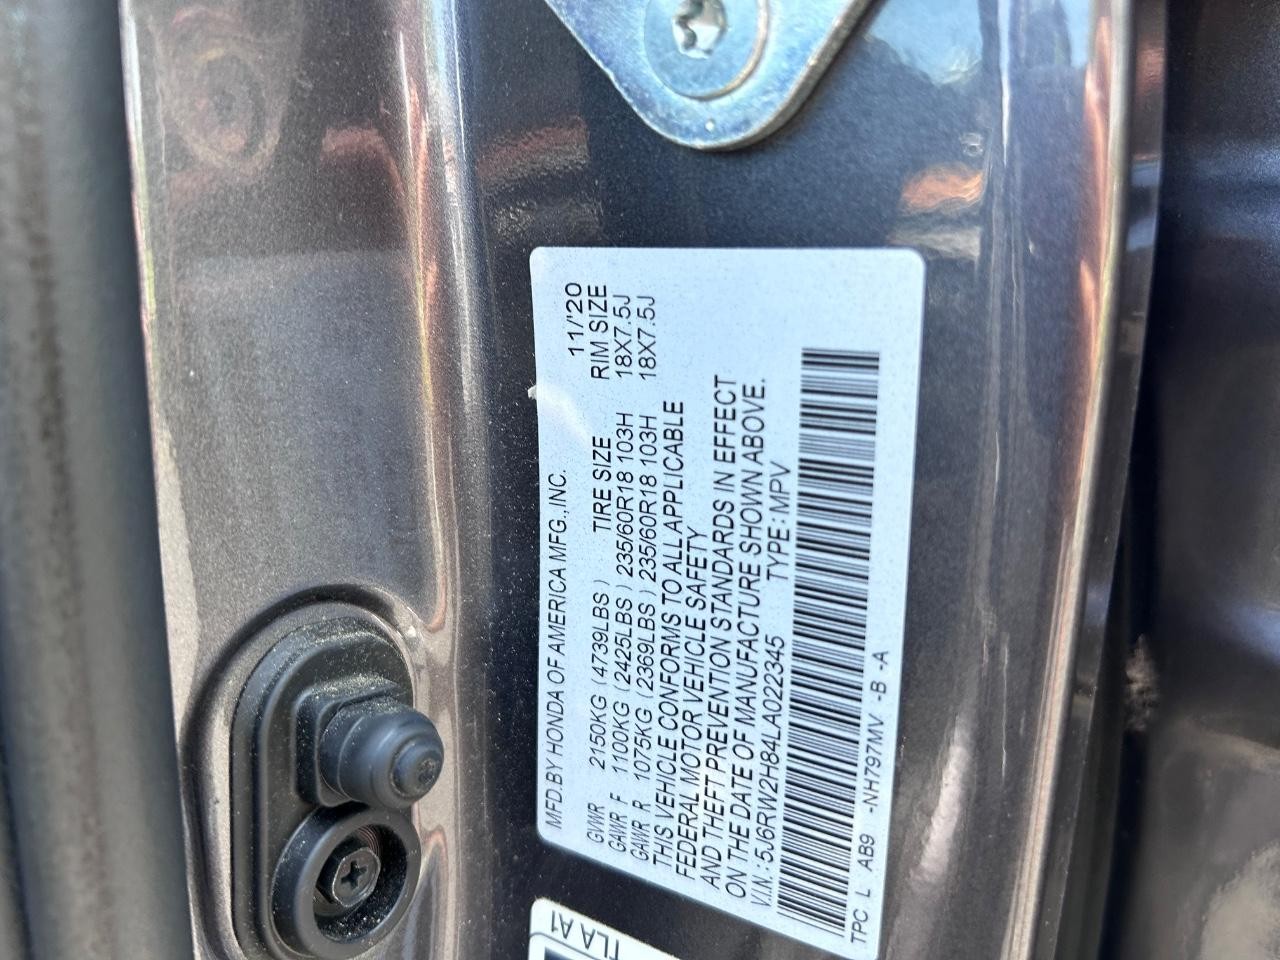 MFD.BY HONDA OF AMERICA MFG.,INC. 11/'20
GVWR 2150KG (4739LBS) TIRE SIZE RIM SIZE
GAWR F 1100KG (2425LBS) 235/60R18 103H 18X7.5J
GAWR R 1075KG (2369LBS) 235/60R18 103H 18X7.5J
THIS VEHICLE CONFORMS TO ALL APPLICABLE
FEDERAL MOTOR VEHICLE SAFETY
AND THEFT PREVENTION STANDARDS IN EFFECT
ON THE DATE OF MANUFACTURE SHOWN ABOVE.
V.I.N.:5J6RW2H84LA022345 TYPE:MPV
TPC L AB9 -NH797MV -B -A
TLA A1